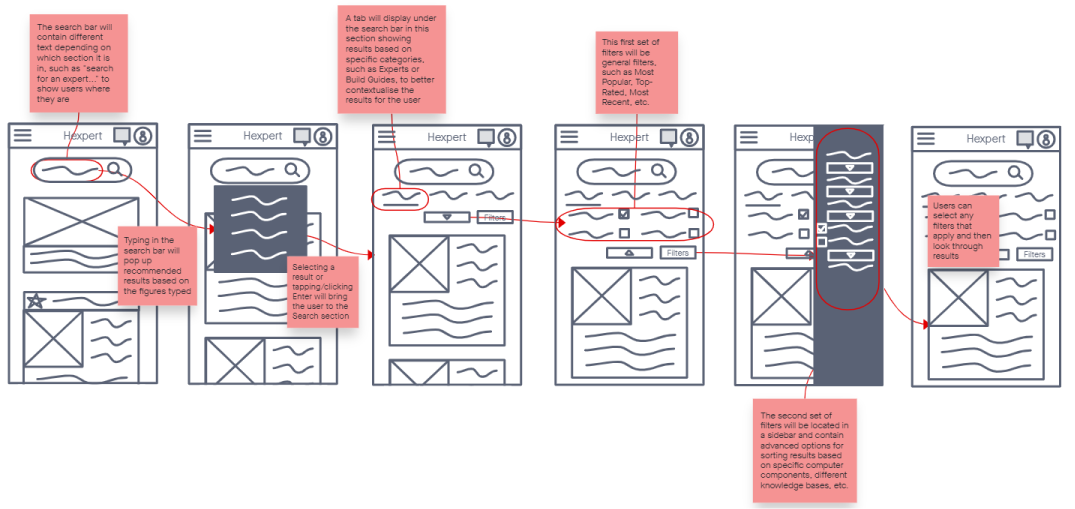 The search bar will
contain different
text depending on
which section it is
in, such as "search
for an expert..." to
show users where
they are
A tab will display under
the search bar in this
section showing
results based on
specific categories,
such as Experts or
Build Guides, to better
contextualise the
results for the user
This first set of
filters will be
general filters,
such as Most
Popular, Top-
Rated, Most
Recent, etc.
Hexpert
Hexpert
Hexpert
Hexpert
Hexp
Hexpert
Typing in the
search bar will
pop up
recommended
results based on
the figures typed
Selecting a
result or
tapping/clicking
Enter will bring
the user to the
Search section
Filters
Filters
Users can
select any
filters that
apply and then
look through
results
Filters
The second set of
filters will be located in
a sidebar and contain
advanced options for
sorting results based
on specific computer
components, different
knowledge bases, etc.